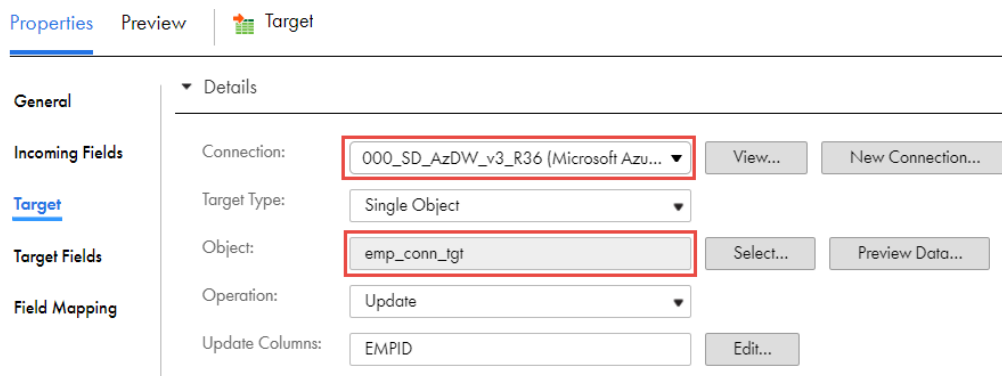 Properties Preview Target
Details
General
Incoming Fields
Target
Target Fields
Field Mapping
Connection: 000_SD_AzDW_v3_R36 (Microsoft Azu... View... New Connection...
Target Type: Single Object
Object: emp_conn_tgt Select... Preview Data...
Operation: Update
Update Columns: EMPID Edit...